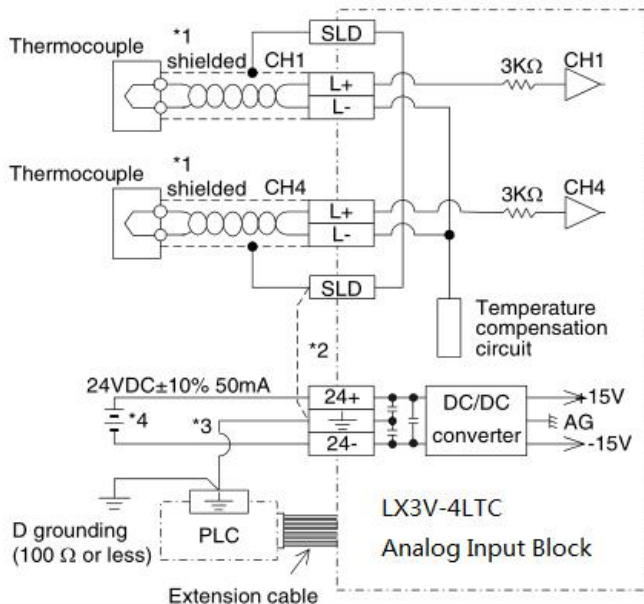 Thermocouple
*1
shielded
CH1
SLD
L+
L-
3KΩ
CH1
Thermocouple
*1
shielded
CH4
L+
L-
3KΩ
CH4
SLD
Temperature
compensation
circuit
*2
24VDC±10% 50mA
*4
*3
24+
24-
DC/DC
converter
+15V
AG
-15V
D grounding
(100 Ω or less)
PLC
Extension cable
LX3V-4LTC
Analog Input Block